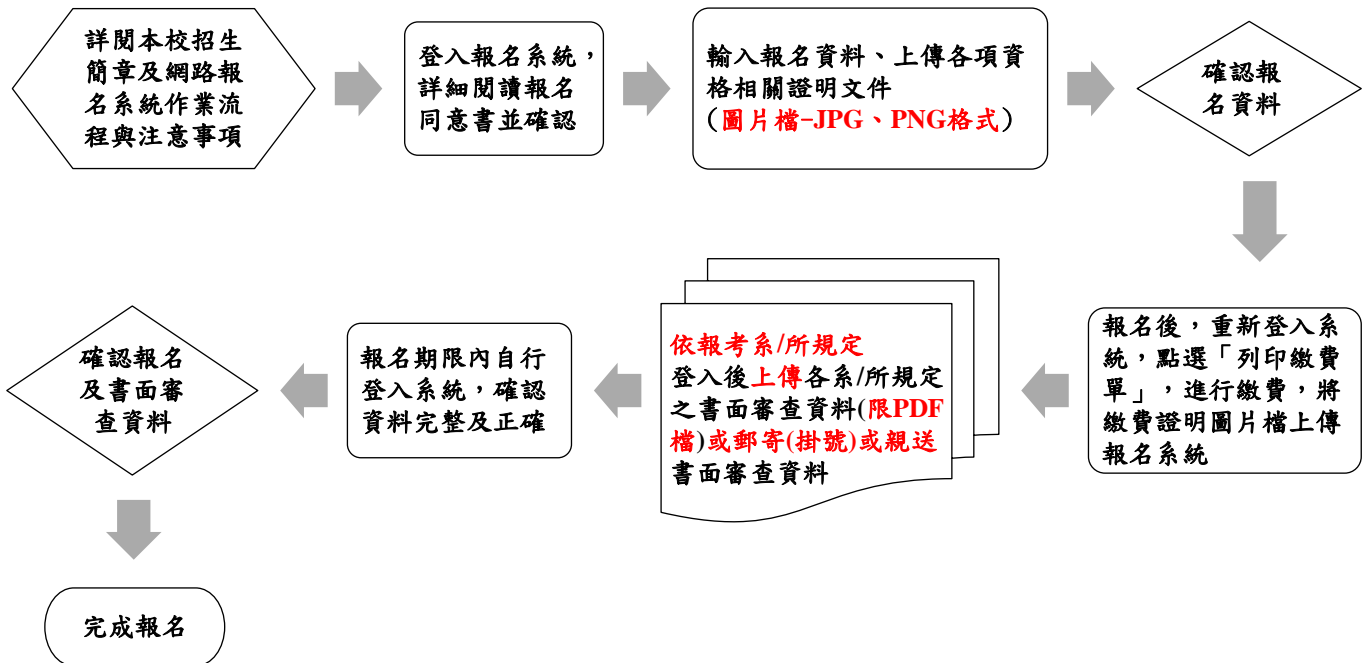 詳閱本校招生
簡章及網路報
名系統作業流
程與注意事項
登入報名系統，
詳細閱讀報名
同意書並確認
輸入報名資料、上傳各項資
格相關證明文件
（圖片檔-JPG、PNG格式）
確認報
名資料
報名後，重新登入系
統，點選「列印繳費
單」，進行繳費，將
繳費證明圖片檔上傳
報名系統
依報考系/所規定
登入後上傳各系/所規定
之書面審查資料(限PDF
檔)或郵寄(掛號)或親送
書面審查資料
報名期限內自行
登入系統，確認
資料完整及正確
確認報名
及書面審
查資料
完成報名